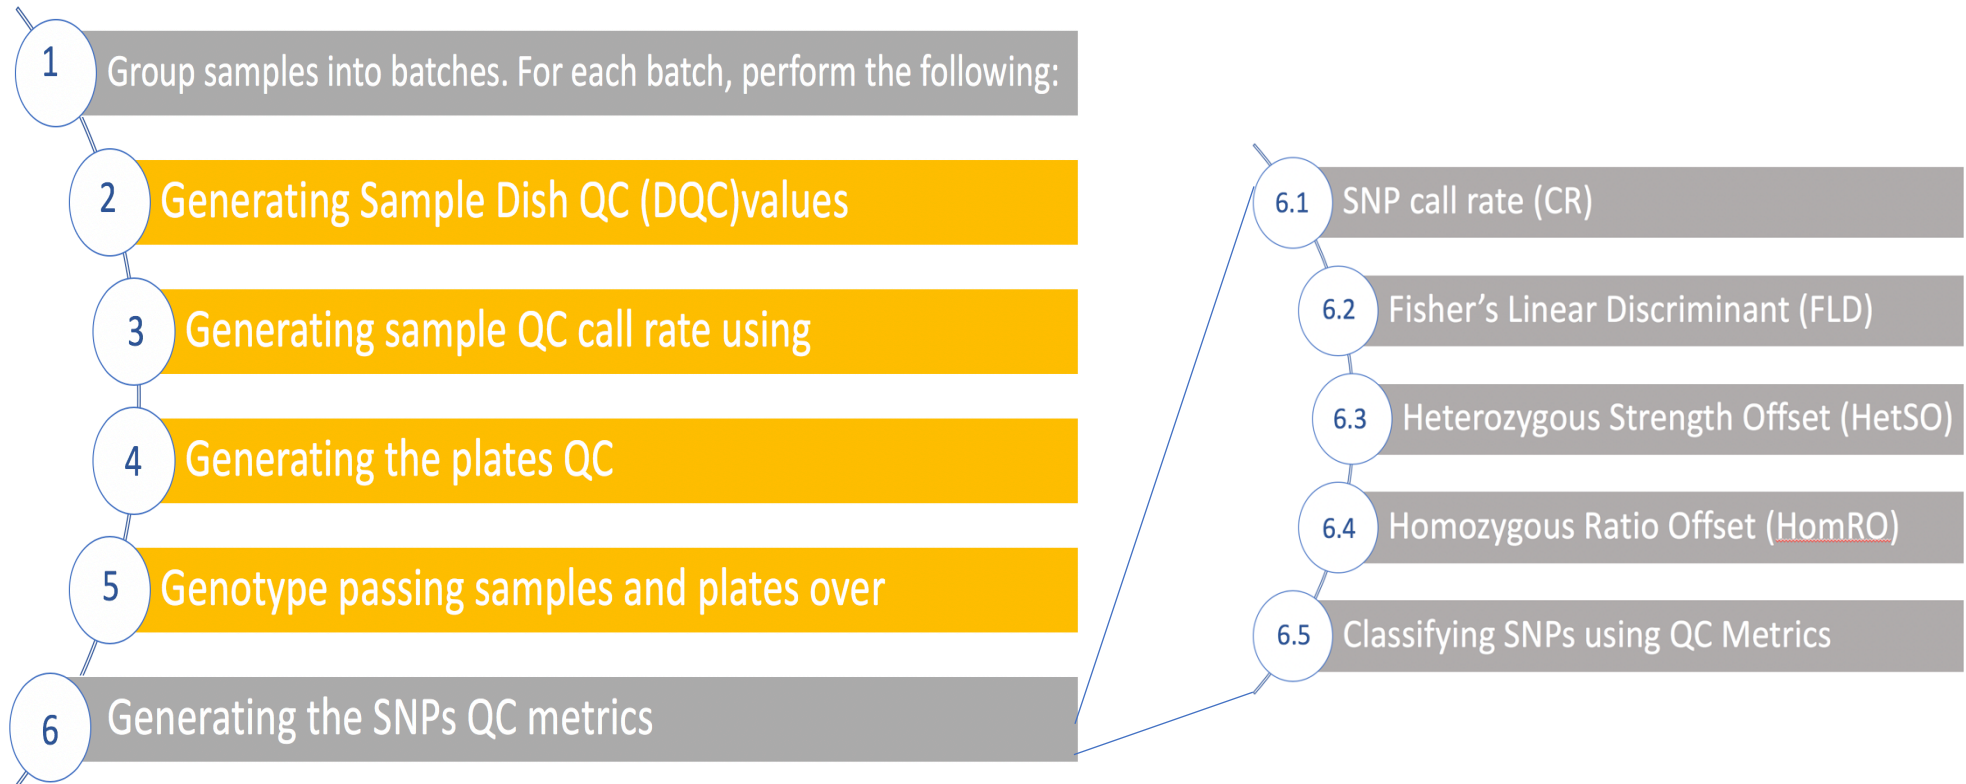 1
Group samples into batches. For each batch, perform the following:
2
Generating Sample Dish QC (DQC)values
3
Generating sample QC call rate using
4
Generating the plates QC
5
Genotype passing samples and plates over
6
Generating the SNPs QC metrics
6.1
SNP call rate (CR)
6.2
Fisher’s Linear Discriminant (FLD)
6.3
Heterozygous Strength Offset (HetSO)
6.4
Homozygous Ratio Offset (HomRO)
6.5
Classifying SNPs using QC Metrics